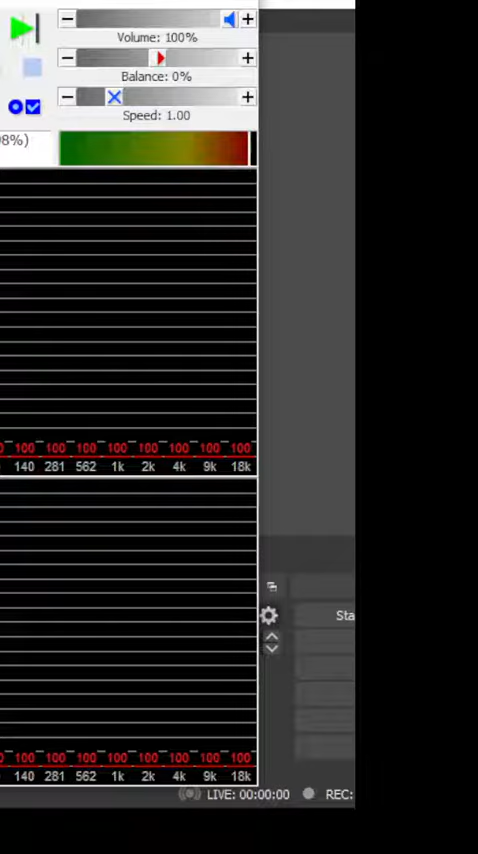 Volume: 100%
Balance: 0%
Speed: 1.00
98%)
100 100 100 100 100 100 100 100
140 281 562 1k 2k 4k 9k 18k
Sta
100 100 100 100 100 100 100 100
140 281 562 1k 2k 4k 9k 18k
LIVE: 00:00:00 REC: